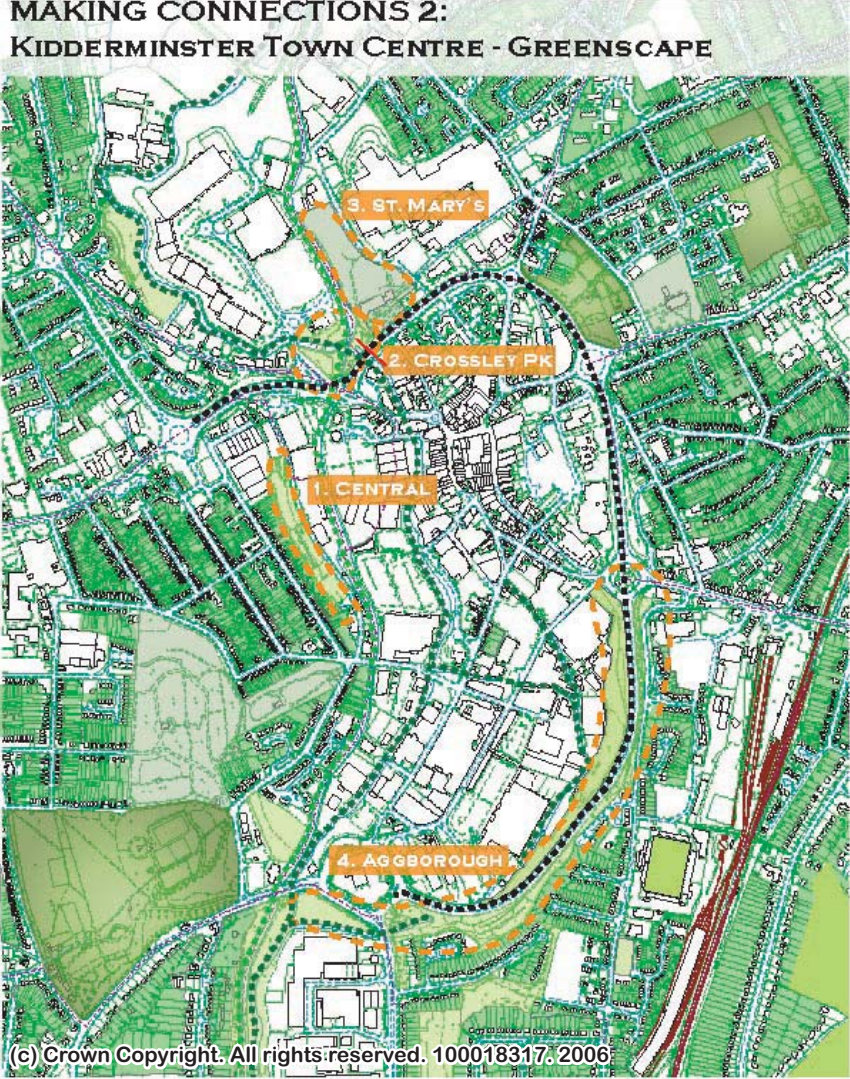 MAKING CONNECTIONS 2:
KIDDERMINSTER TOWN CENTRE - GREENSCAPE
3. ST. MARY'S
2. CROSSLEY PK
1. CENTRAL
4. AGGBOROUGH
(c) Crown Copyright. All rights reserved. 100018317. 2006